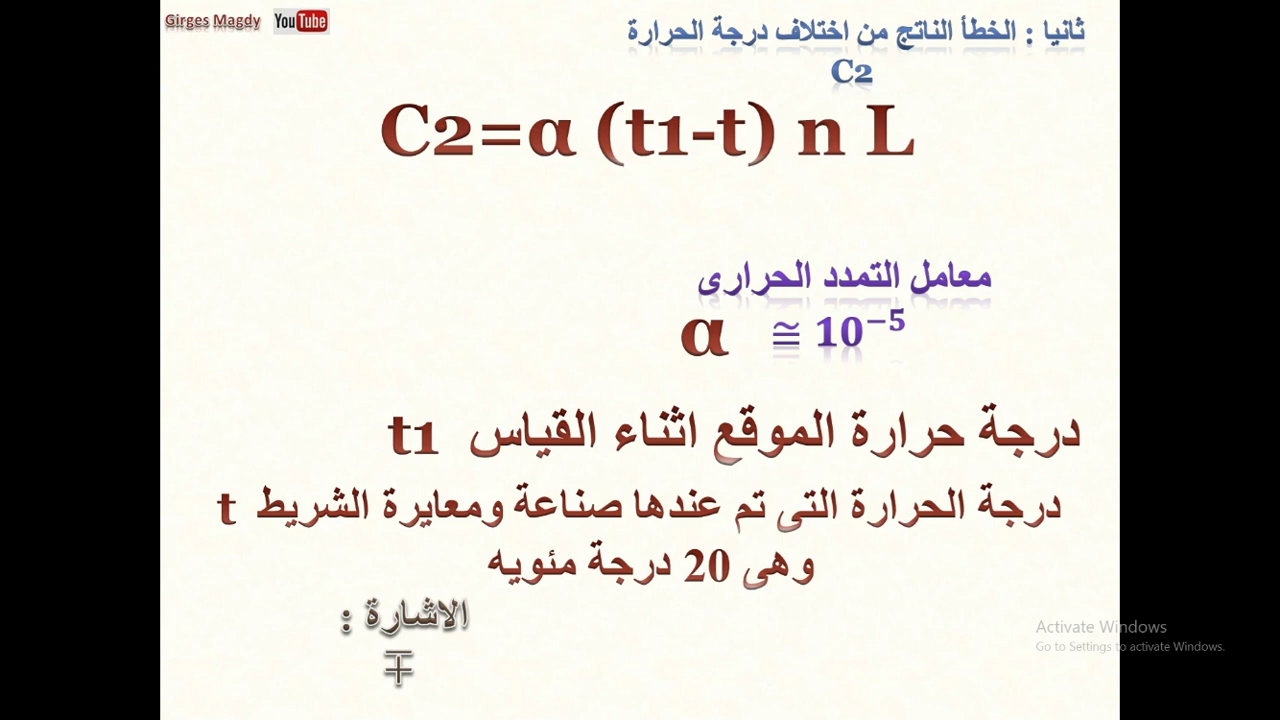 Girges Magdy YouTube
ثانيا : الخطأ الناتج من اختلاف درجة الحرارة
C2
C2=α (t1-t) n L
معامل التمدد الحرارى
α ≅ 10⁻⁵
درجة حرارة الموقع اثناء القياس t1
درجة الحرارة التى تم عندها صناعة ومعايرة الشريط t
وهى 20 درجة مئويه
الاشارة :
∓
Activate Windows
Go to Settings to activate Windows.